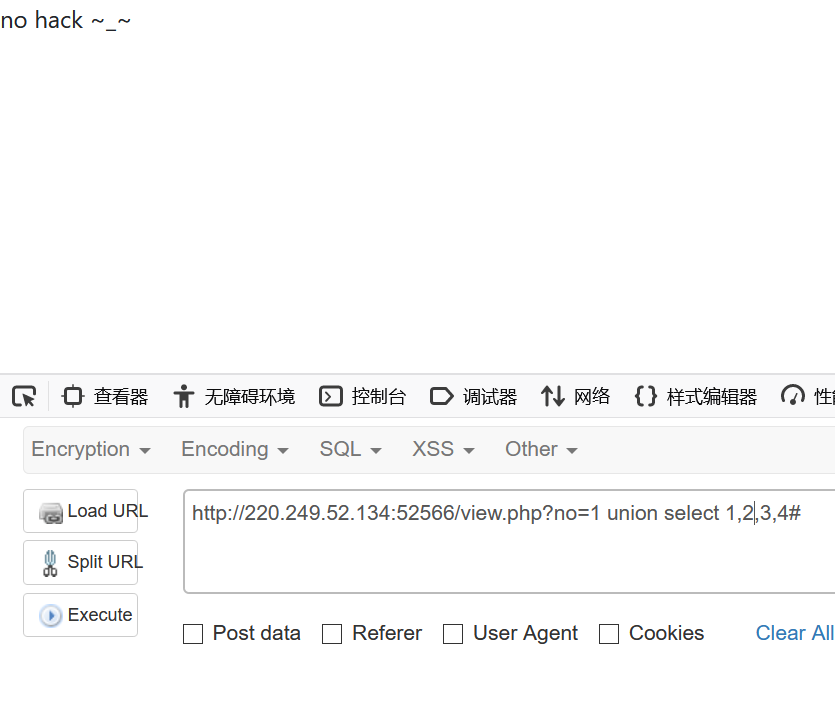 no hack ~_~
查看器 无障碍环境 控制台 调试器 网络 {} 样式编辑器
Encryption Encoding SQL XSS Other
Load URL
http://220.249.52.134:52566/view.php?no=1 union select 1,2,3,4#
Split URL
Execute
Post data Referer User Agent Cookies Clear All